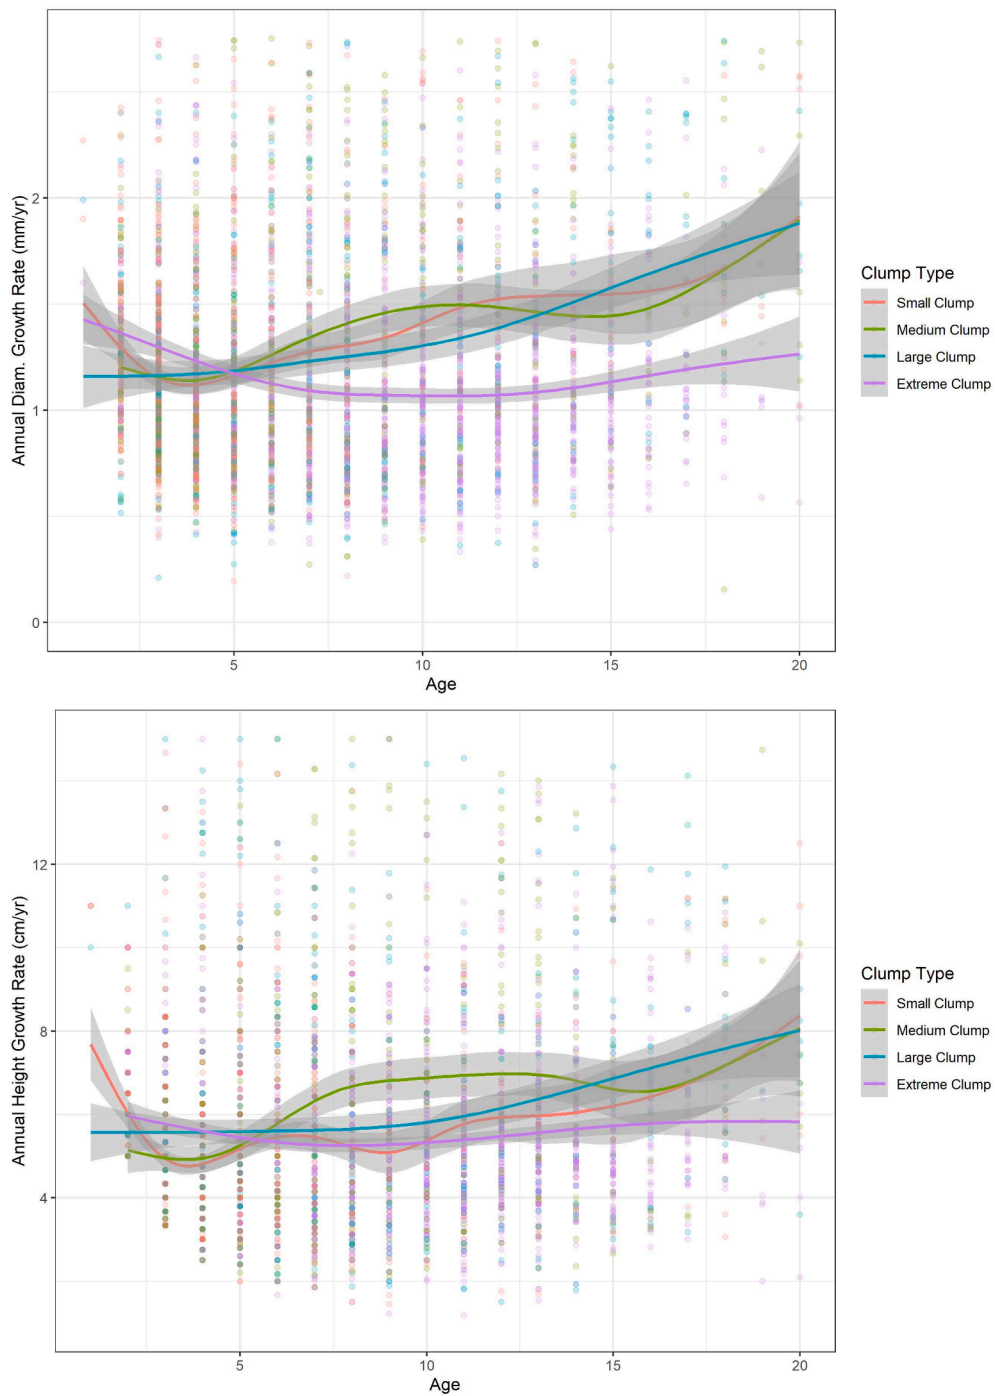 Annual Diam. Growth Rate (mm/yr)
2
1
0
5
10
15
20
Age
Clump Type
Small Clump
Medium Clump
Large Clump
Extreme Clump
Annual Height Growth Rate (cm/yr)
12
8
4
5
10
15
20
Age
Clump Type
Small Clump
Medium Clump
Large Clump
Extreme Clump